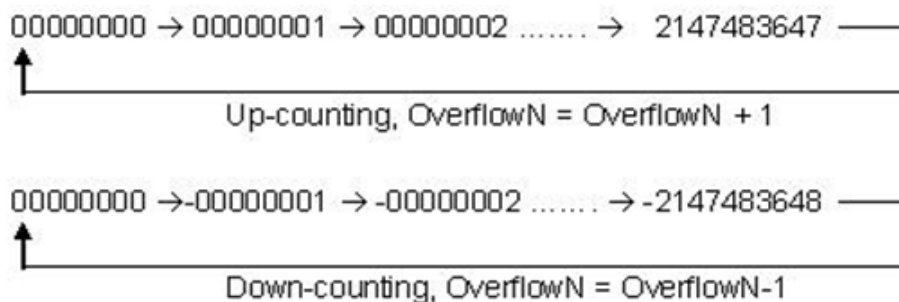 00000000 → 00000001 → 00000002 ....... → 2147483647
Up-counting, OverflowN = OverflowN + 1
00000000 →-00000001 → -00000002 ....... → -2147483648
Down-counting, OverflowN = OverflowN-1